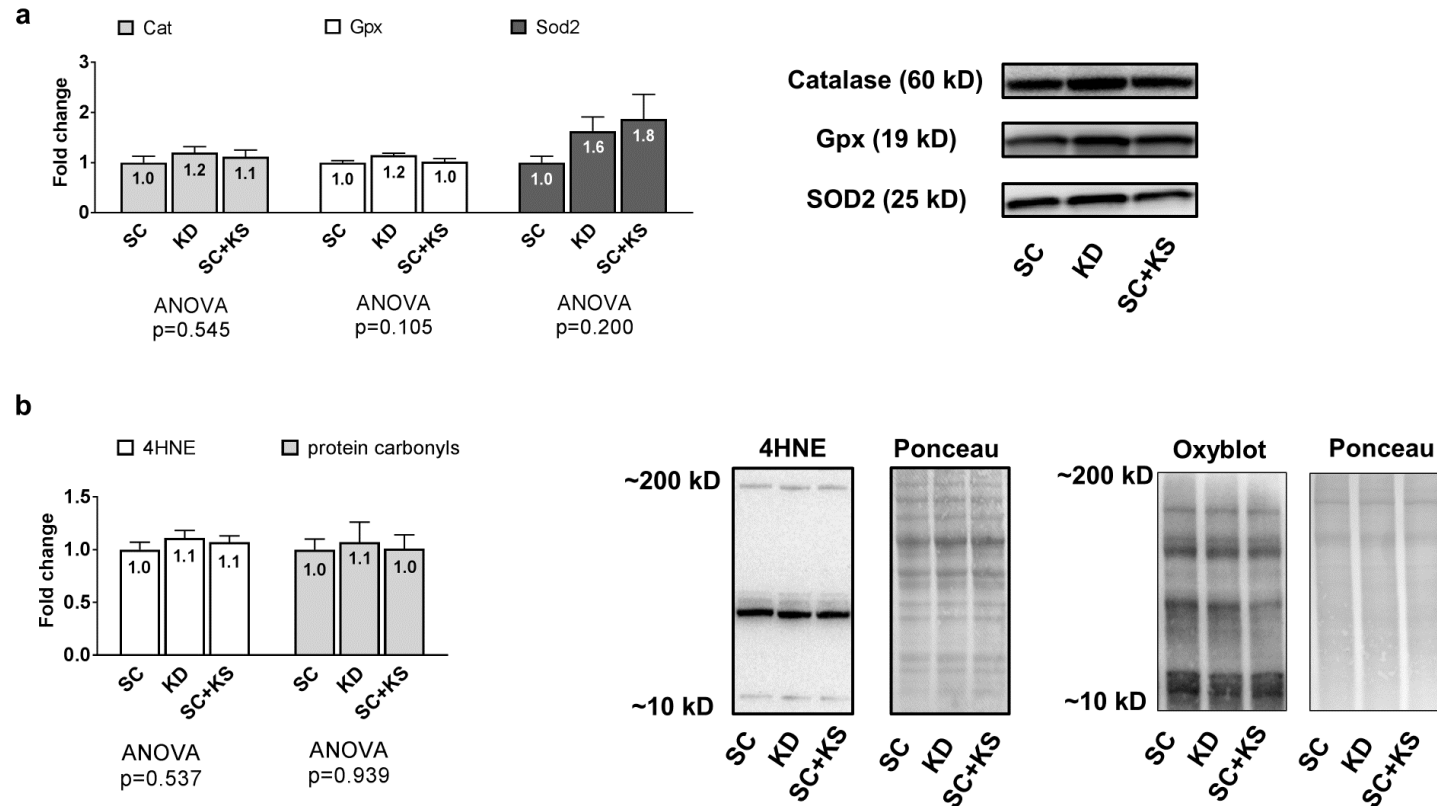 a
Cat Gpx Sod2
Fold change
3
2
1
0
1.0 1.2 1.1 1.0 1.2 1.0 1.0 1.6 1.8
SC KD SC+KS SC KD SC+KS SC KD SC+KS
ANOVA
p=0.545
ANOVA
p=0.105
ANOVA
p=0.200
Catalase (60 kD)
Gpx (19 kD)
SOD2 (25 kD)
SC KD SC+KS
b
4HNE protein carbonyls
Fold change
1.5
1.0
0.5
0.0
1.0 1.1 1.1 1.0 1.1 1.0
SC KD SC+KS SC KD SC+KS
ANOVA
p=0.537
ANOVA
p=0.939
4HNE Ponceau
~200 kD
~10 kD
SC KD SC+KS SC KD SC+KS
Oxyblot Ponceau
~200 kD
~10 kD
SC KD SC+KS SC KD SC+KS